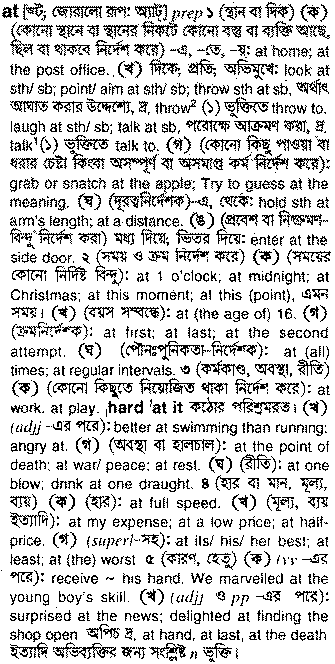 at [অ্যট্; জোরালো রূপ: অ্যাট্] prep ১ (স্থান বা দিক) (ক)
(কোনো স্থানে বা স্থানের নিকটে কোনো বস্তু বা ব্যক্তি আছে,
ছিল বা থাকবে নির্দেশ করে) –এ, –তে, –য়: at home; at
the post office. (খ) দিকে; প্রতি; অভিমুখে: look at
sth/ sb; point/ aim at sth/ sb; throw sth at sb, অর্থাৎ
আঘাত করার উদ্দেশ্যে, দ্র, throw² (১) ভুক্তিতে throw to.
laugh at sth/ sb; talk at sb, পরোক্ষে আক্রমণ করা, দ্র,
talk¹ (১) ভুক্তিতে talk to. (গ) (কোনো কিছু পাওয়া বা
ধরার চেষ্টা কিংবা অসম্পূর্ণ বা অসমাপ্ত কর্ম নির্দেশ করে):
grab or snatch at the apple; Try to guess at the
meaning. (ঘ) (দূরত্বনির্দেশক)–এ, থেকে: hold sth at
arm's length; at a distance. (ঙ) (প্রবেশ বা নিষ্ক্রমণ–
বিন্দু নির্দেশ করা) মধ্য দিয়ে, ভিতর দিয়ে: enter at the
side door. ২ (সময় ও ক্রম নির্দেশ করে) (ক) (সময়ের
কোনো নির্দিষ্ট বিন্দু): at 1 o'clock; at midnight; at
Christmas; at this moment; at this (point), এমন
সময়। (খ) (বয়স সম্বন্ধে): at (the age of) 16. (গ)
(ক্রমনির্দেশক): at first; at last; at the second
attempt. (ঘ) (পৌনঃপুনিকতা–নির্দেশক): at (all)
times; at regular intervals. ৩ (কর্মকাণ্ড, অবস্থা, রীতি)
(ক) (কোনো কিছুতে নিয়োজিত থাকা নির্দেশ করে): at
work. at play. hard 'at it কঠোর পরিশ্রমরত। (খ)
(adjj –এর পরে): better at swimming than running;
angry at. (গ) (অবস্থা বা হালচাল): at the point of
death; at war/ peace; at rest. (ঘ) (রীতি): at one
blow; drink at one draught. ৪ (হার বা মান, মূল্য,
ব্যয়) (ক) (হার): at full speed. (খ) (মূল্য, ব্যয়
ইত্যাদি): at my expense; at a low price; at half-
price. (গ) (superl–সহ): at its/ his/ her best; at
least; at (the) worst ৫ (কারণ, হেতু) (ক) (vv –এর
পরে): receive ~ his hand. We marvelled at the
young boy's skill. (খ) (adjj ও pp –এর পরে):
surprised at the news; delighted at finding the
shop open অপিচ দ্র, at hand, at last, at the death
ইত্যাদি অভিব্যক্তির জন্য সংশ্লিষ্ট n ভুক্তি।